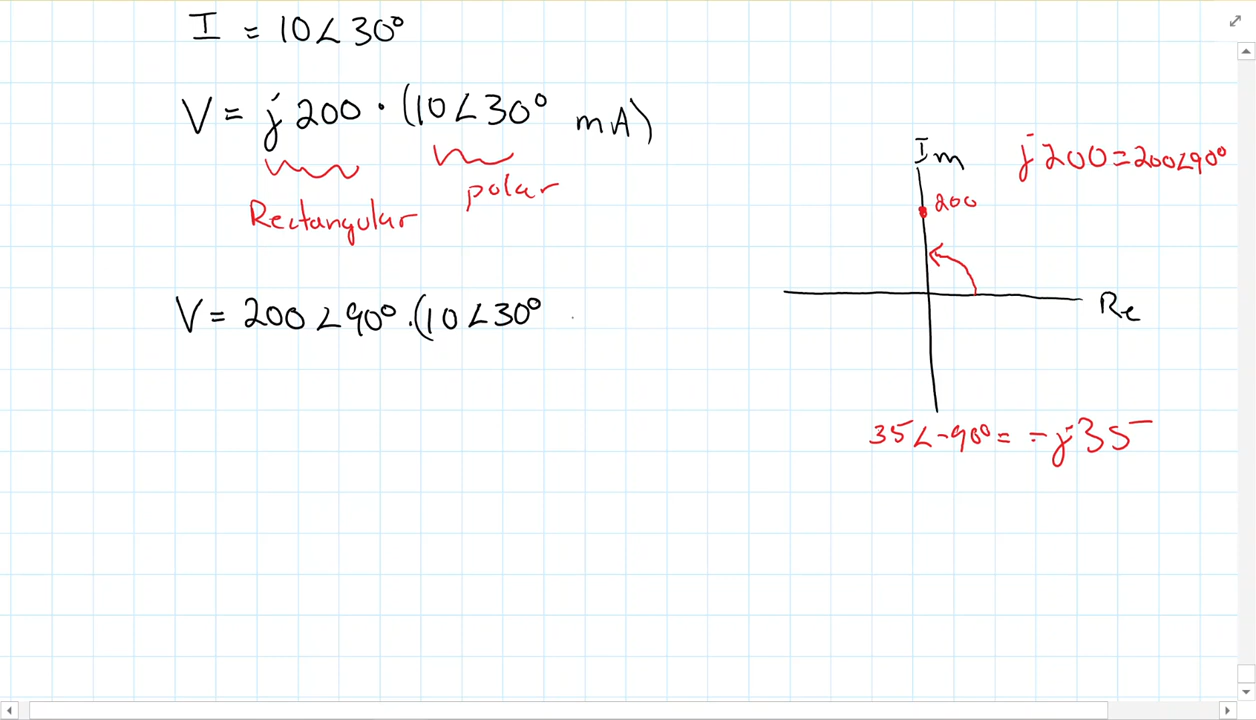 I = 10∠30°
V = j200 · (10∠30° mA)
Rectangular
polar
V = 200∠90° · (10∠30°
Im
j200 = 200∠90°
200
Re
35∠-90° = -j35